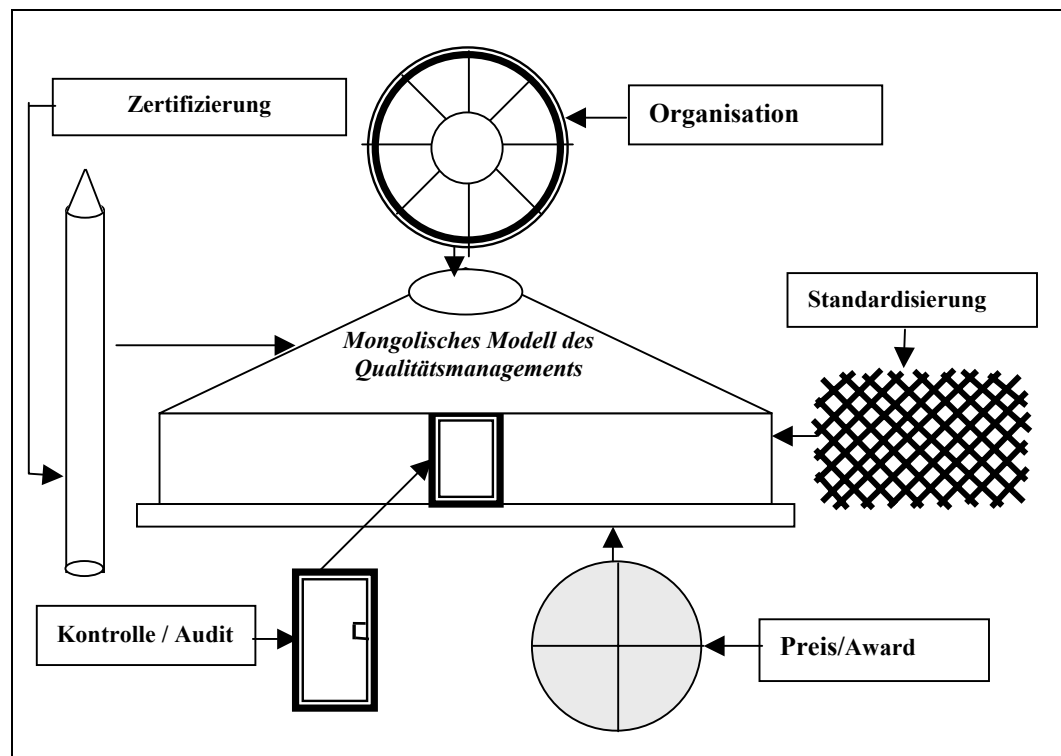 Zertifizierung
Organisation
Standardisierung
Mongolisches Modell des
Qualitätsmanagements
Kontrolle / Audit
Preis/Award